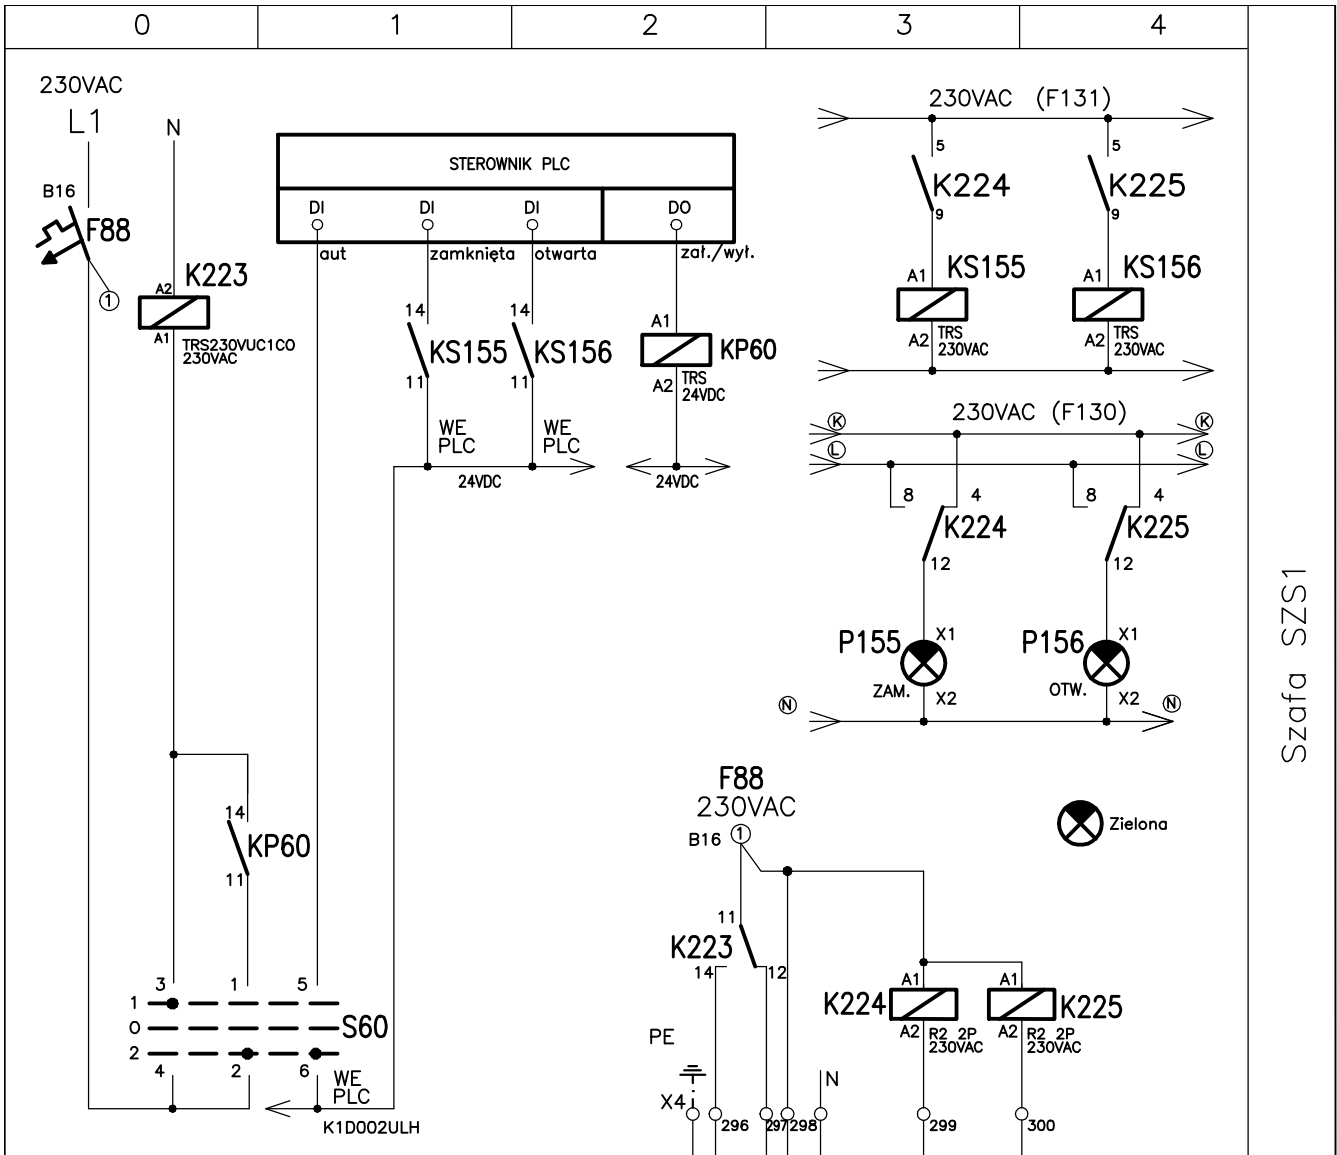 0 1 2 3 4
230VAC
L1
N
B16
F88
1
K223
A2
A1
TRS230VUC1CO
230VAC
STEROWNIK PLC
DI DI DI DO
aut zamknięta otwarta zał./wył.
14 14
KS155 KS156
11 11
A1
KP60
A2
TRS
24VDC
WE
PLC
WE
PLC
24VDC 24VDC
230VAC (F131)
5 5
K224 K225
9 9
KS155 KS156
A1 A1
A2 A2
TRS
230VAC
TRS
230VAC
230VAC (F130)
K K
L L
8 4 8 4
K224 K225
12 12
P155 X1 P156 X1
ZAM. X2 OTW. X2
N N
Zielona
Szafa SZS1
14
KP60
11
3 1 5
1
0 S60
2
4 2 6
WE
PLC
K1D002ULH
F88
230VAC
B16 1
11
K223
14 12
A1 A1
K224 K225
A2 A2
R2 2P
230VAC
R2 2P
230VAC
PE
N
X4
296 297 298 299 300